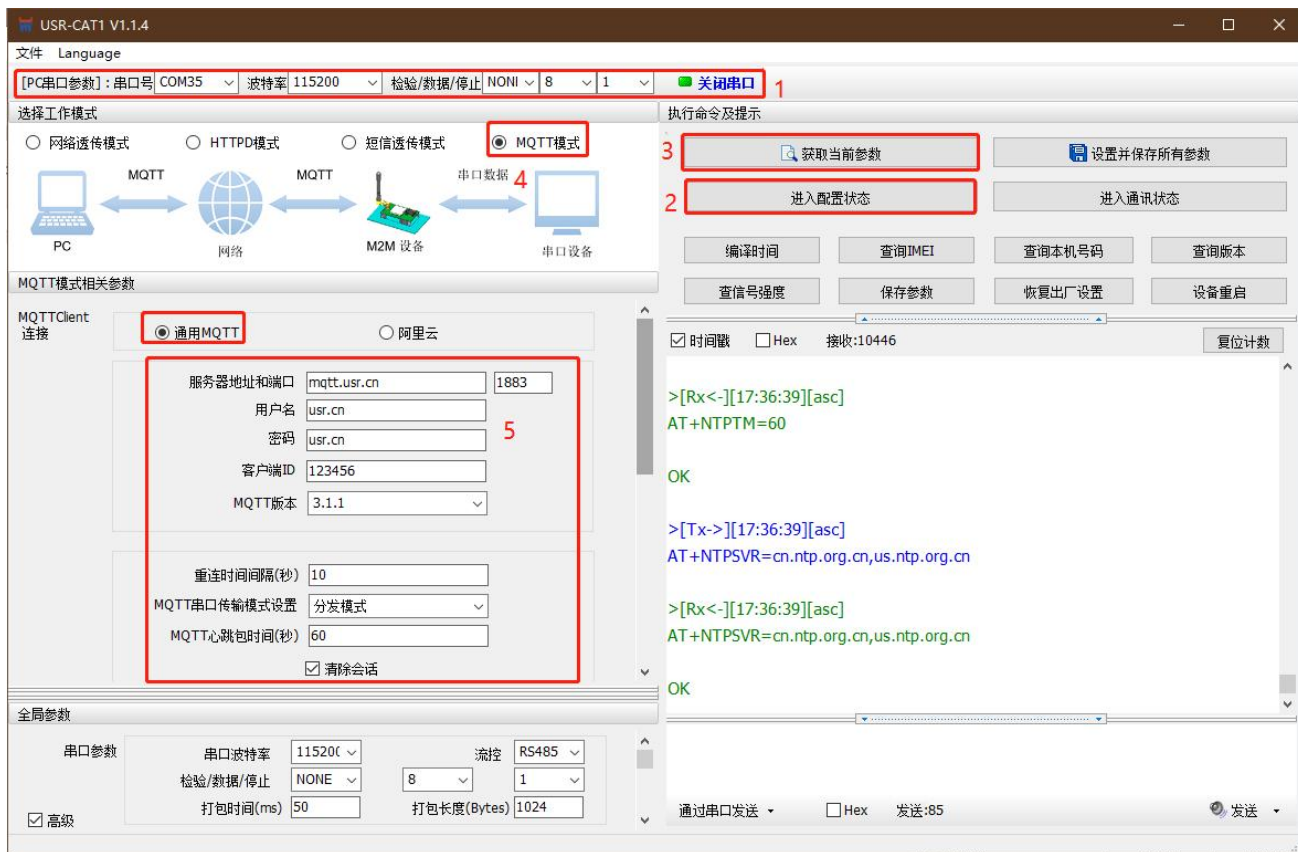 USR-CAT1 V1.1.4
文件 Language
[PC串口参数]：串口号 COM35 波特率 115200 检验/数据/停止 NONI 8 1 关闭串口 1
选择工作模式
网络透传模式 HTTPD模式 短信透传模式 MQTT模式
MQTT MQTT 串口数据 4
PC 网络 M2M 设备 串口设备
MQTT模式相关参数
MQTTClient
连接
通用MQTT 阿里云
服务器地址和端口 mqtt.usr.cn 1883
用户名 usr.cn
密码 usr.cn 5
客户端ID 123456
MQTT版本 3.1.1
重连时间间隔(秒) 10
MQTT串口传输模式设置 分发模式
MQTT心跳包时间(秒) 60
清除会话
全局参数
串口参数 串口波特率 11520( 流控 RS485
检验/数据/停止 NONE 8 1
打包时间(ms) 50 打包长度(Bytes) 1024
高级
执行命令及提示
3 获取当前参数 设置并保存所有参数
2 进入配置状态 进入通讯状态
编译时间 查询IMEI 查询本机号码 查询版本
查信号强度 保存参数 恢复出厂设置 设备重启
时间戳 Hex 接收:10446 复位计数
>[Rx<-][17:36:39][asc]
AT+NTPTM=60
OK
>[Tx->][17:36:39][asc]
AT+NTPSVR=cn.ntp.org.cn,us.ntp.org.cn
>[Rx<-][17:36:39][asc]
AT+NTPSVR=cn.ntp.org.cn,us.ntp.org.cn
OK
通过串口发送 Hex 发送:85 发送